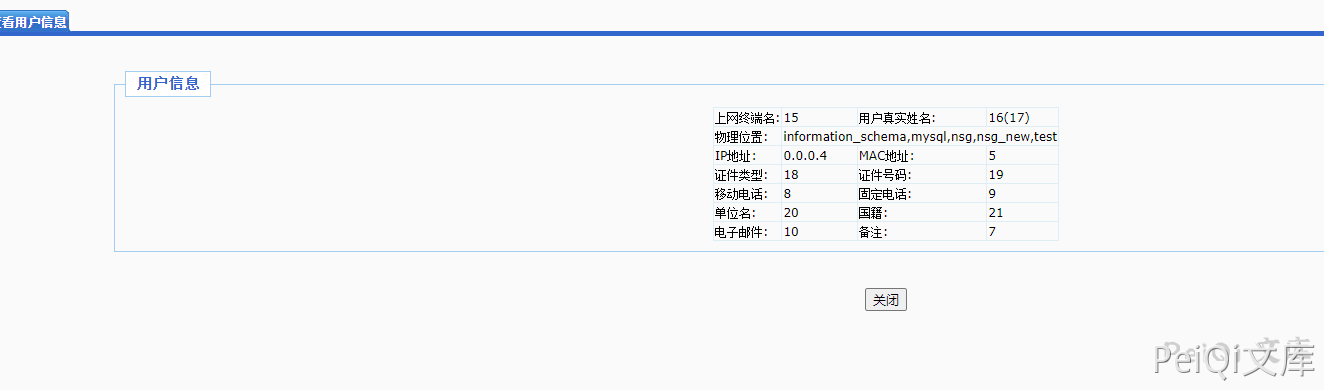 查看用户信息
用户信息
上网终端名: 15 用户真实姓名: 16(17)
物理位置: information_schema,mysql,nsg,nsg_new,test
IP地址: 0.0.0.4 MAC地址: 5
证件类型: 18 证件号码: 19
移动电话: 8 固定电话: 9
单位名: 20 国籍: 21
电子邮件: 10 备注: 7
关闭
PeiQi文库